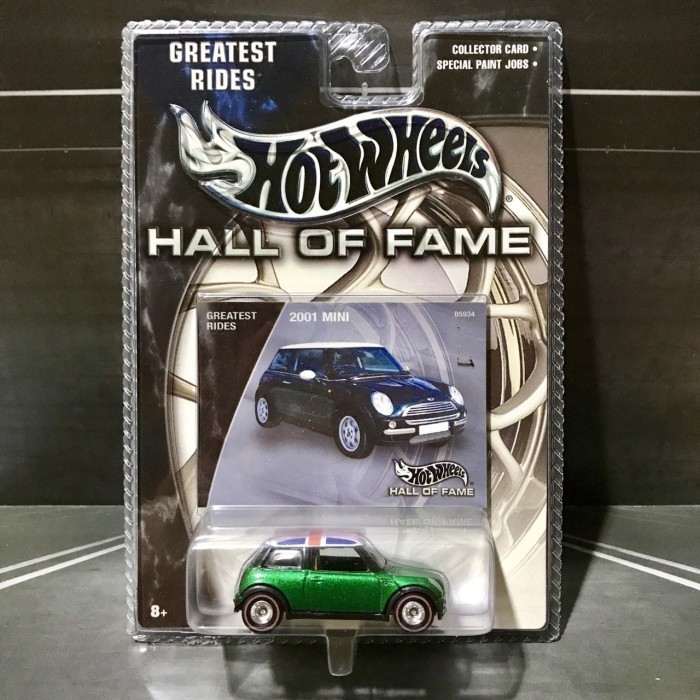 GREATEST
RIDES
COLLECTOR CARD •
SPECIAL PAINT JOBS •
HOT WHEELS
®
HALL OF FAME
GREATEST
RIDES
2001 MINI
B5934
HOT WHEELS
HALL OF FAME
8+